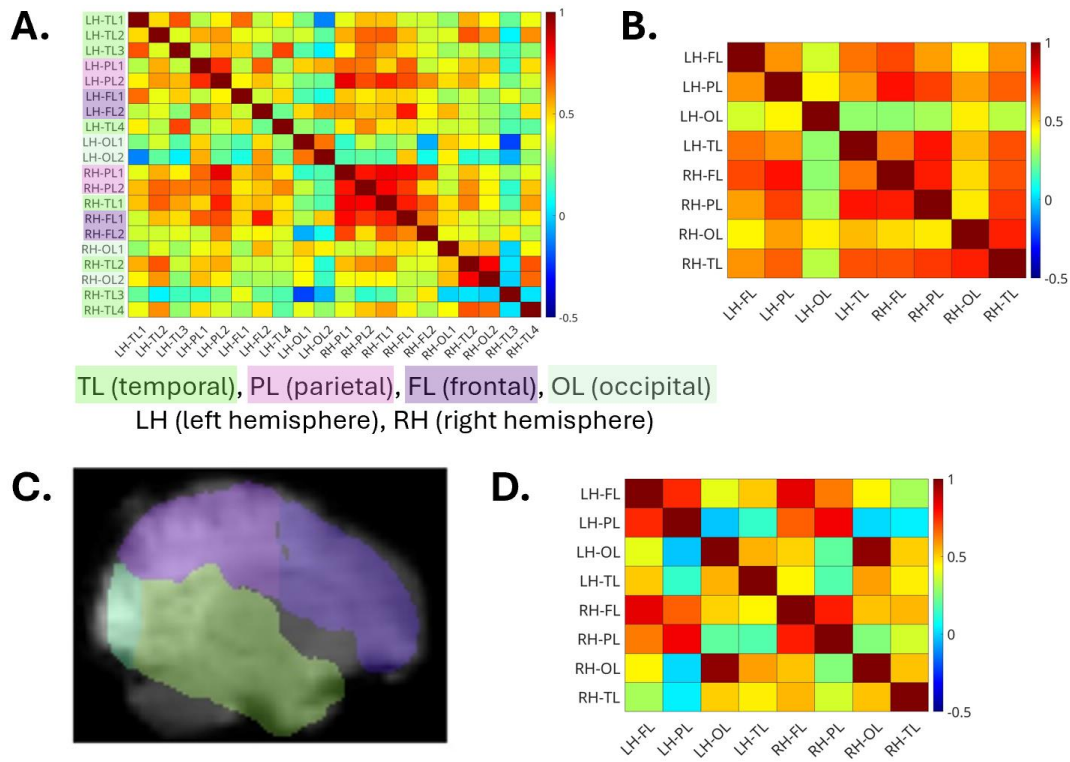 A.
LH-TL1
LH-TL2
LH-TL3
LH-PL1
LH-PL2
LH-FL1
LH-FL2
LH-TL4
LH-OL1
LH-OL2
RH-PL1
RH-PL2
RH-TL1
RH-FL1
RH-FL2
RH-OL1
RH-TL2
RH-OL2
RH-TL3
RH-TL4
LH-TL1 LH-TL2 LH-TL3 LH-PL1 LH-PL2 LH-FL1 LH-FL2 LH-TL4 LH-OL1 LH-OL2 RH-PL1 RH-PL2 RH-TL1 RH-FL1 RH-FL2 RH-OL1 RH-TL2 RH-OL2 RH-TL3 RH-TL4
1
0.5
0
-0.5
B.
LH-FL
LH-PL
LH-OL
LH-TL
RH-FL
RH-PL
RH-OL
RH-TL
LH-FL LH-PL LH-OL LH-TL RH-FL RH-PL RH-OL RH-TL
1
0.5
0
-0.5
TL (temporal), PL (parietal), FL (frontal), OL (occipital)
LH (left hemisphere), RH (right hemisphere)
C.
D.
LH-FL
LH-PL
LH-OL
LH-TL
RH-FL
RH-PL
RH-OL
RH-TL
LH-FL LH-PL LH-OL LH-TL RH-FL RH-PL RH-OL RH-TL
1
0.5
0
-0.5